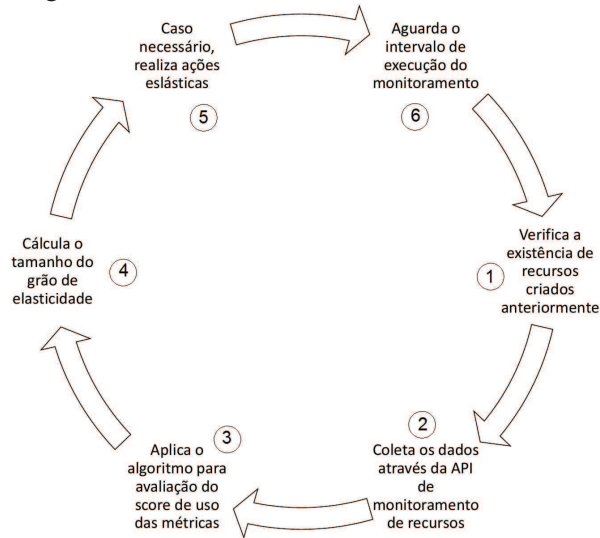 Caso
necessário,
realiza ações
eslásticas
5
Aguarda o
intervalo de
execução do
monitoramento
6
Verifica a
existência de
recursos
criados
anteriormente
1
2
Coleta os dados
através da API
de
monitoramento
de recursos
3
Aplica o
algoritmo para
avaliação do
score de uso
das métricas
Cálcula o
tamanho do
grão de
elasticidade
4